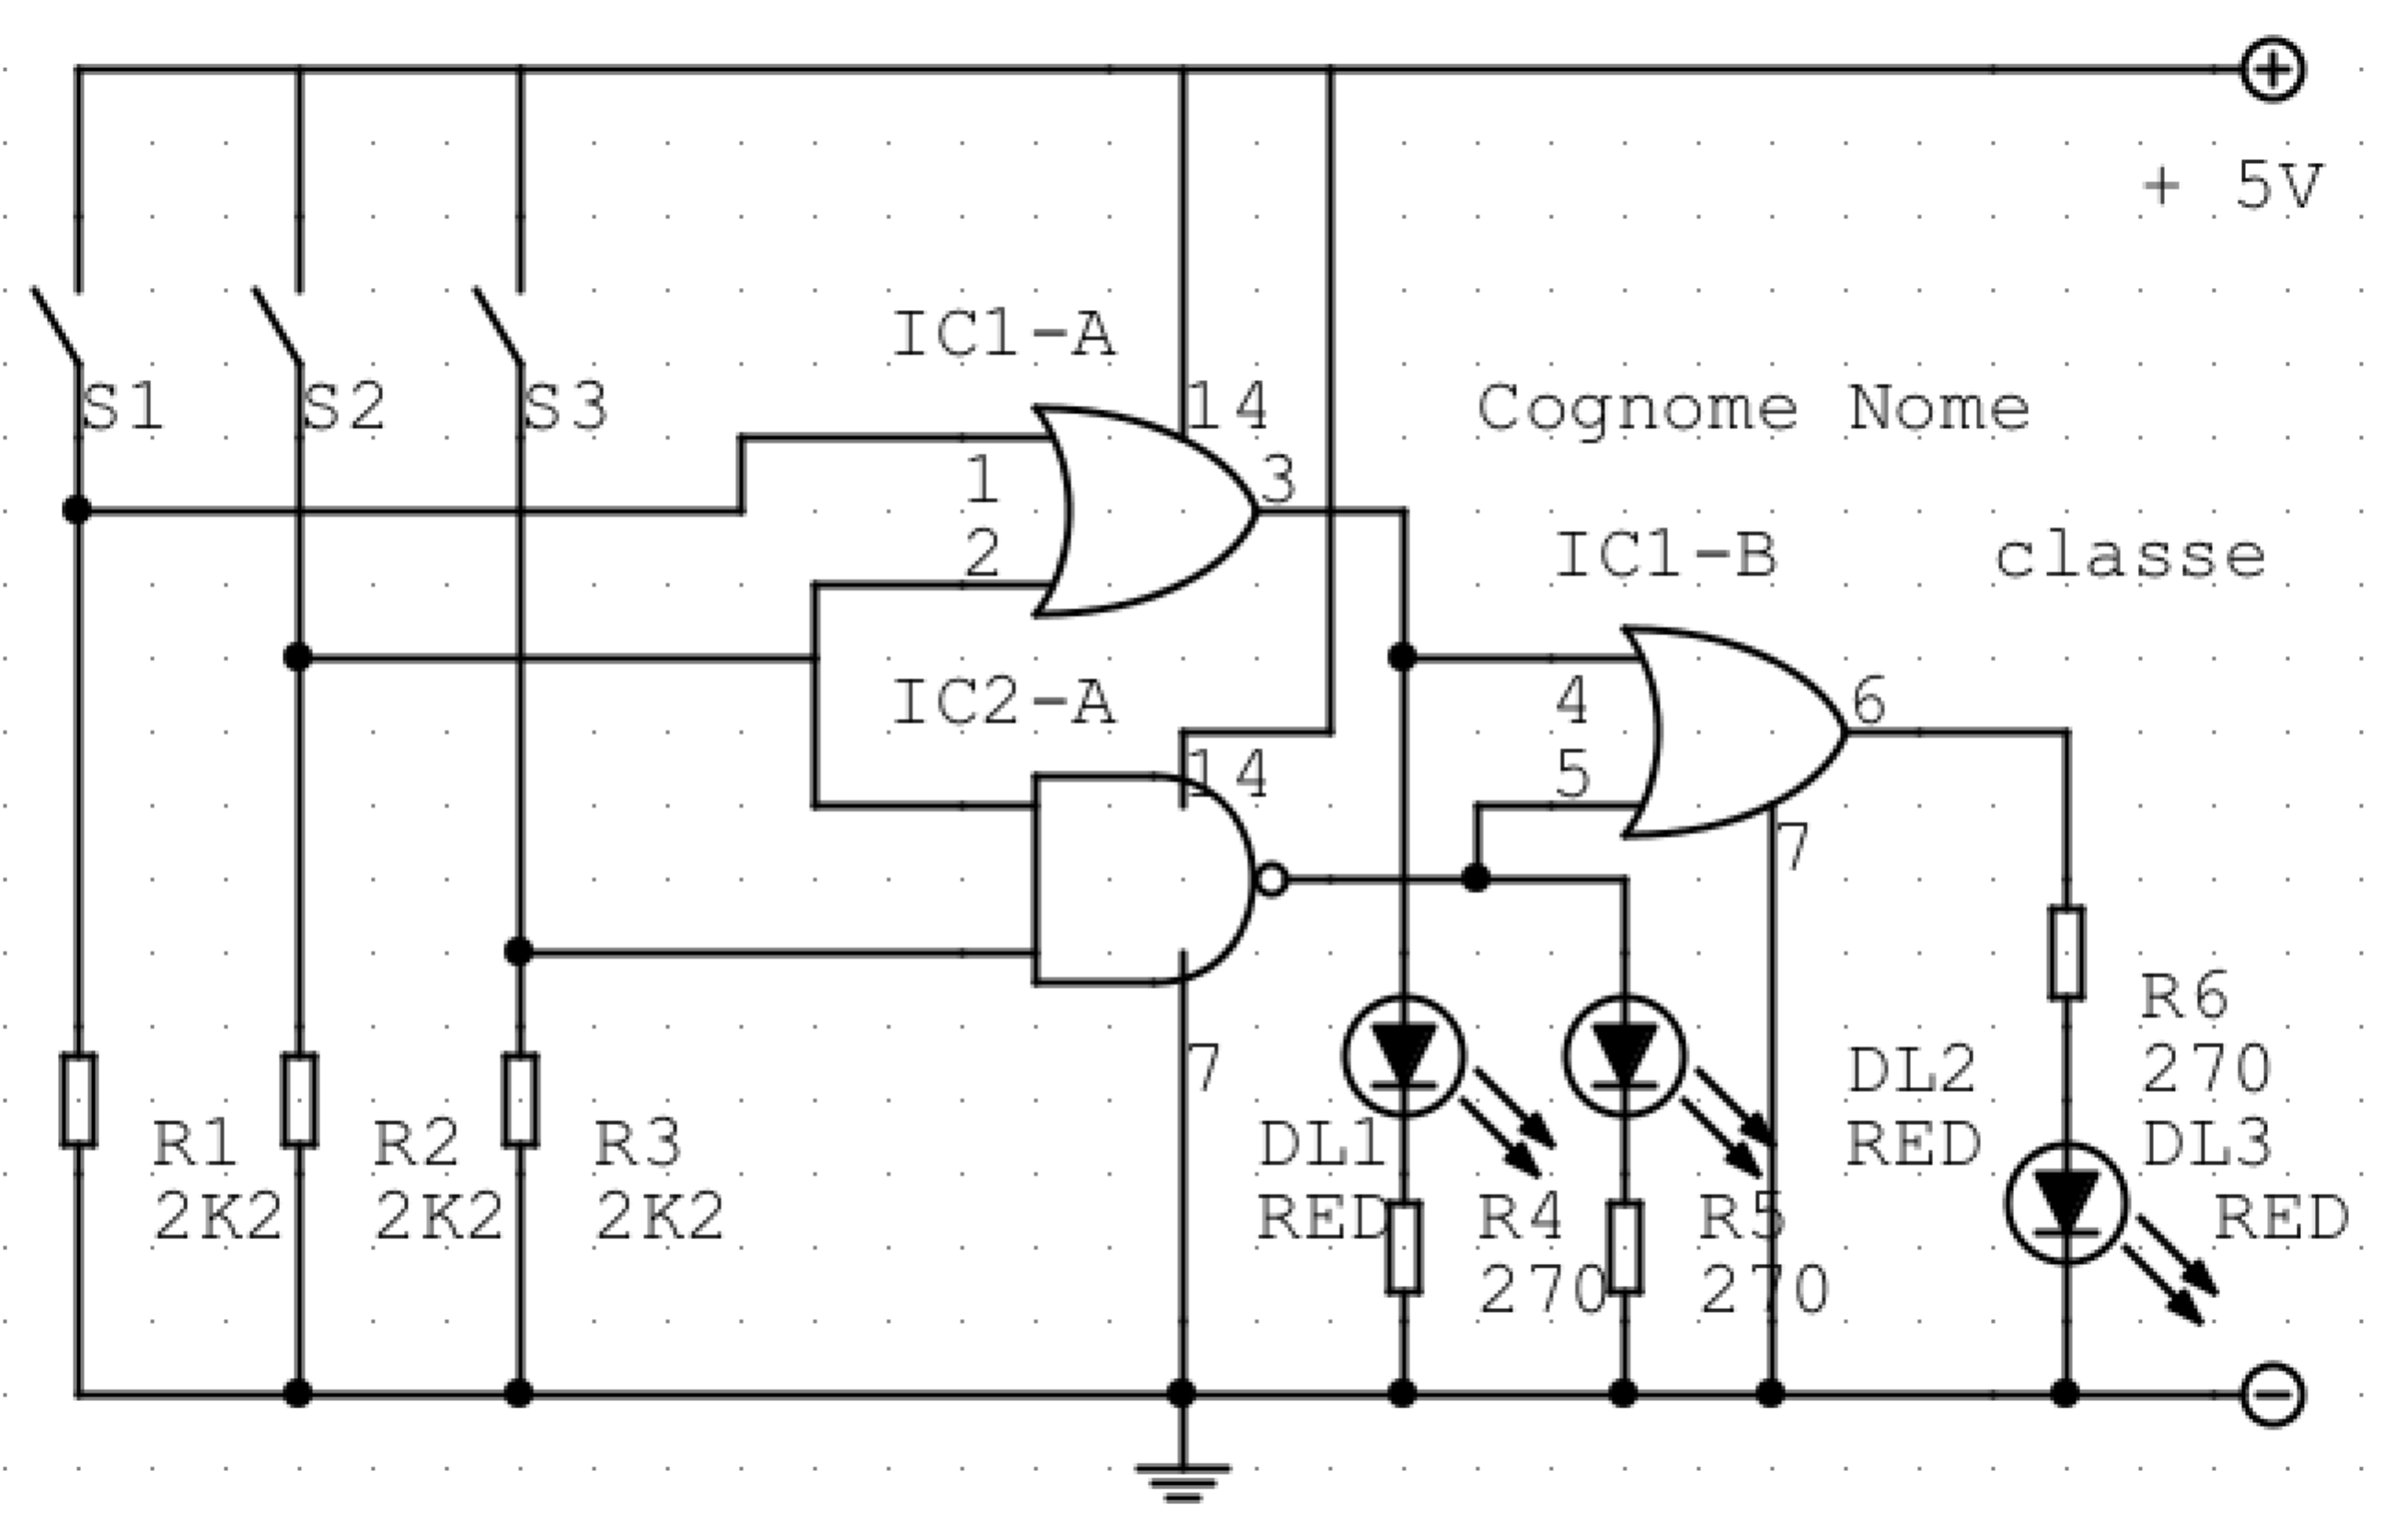 + 5V
IC1-A
S1
S2
S3
14
Cognome Nome
1
3
2
IC1-B
classe
IC2-A
4
6
14
5
7
R6
7
270
DL2
R1
R2
R3
DL1
RED
DL3
2K2
2K2
2K2
RED
R4
R5
RED
270
270